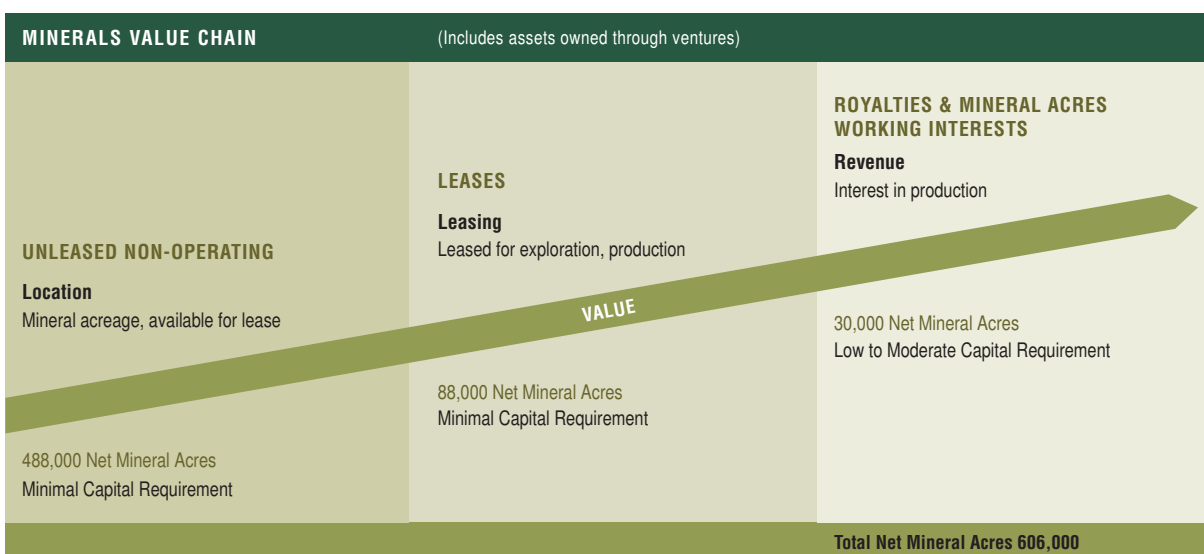 MINERALS VALUE CHAIN
(Includes assets owned through ventures)
UNLEASED NON-OPERATING
Location
Mineral acreage, available for lease
488,000 Net Mineral Acres
Minimal Capital Requirement
LEASES
Leasing
Leased for exploration, production
VALUE
88,000 Net Mineral Acres
Minimal Capital Requirement
ROYALTIES & MINERAL ACRES
WORKING INTERESTS
Revenue
Interest in production
30,000 Net Mineral Acres
Low to Moderate Capital Requirement
Total Net Mineral Acres 606,000